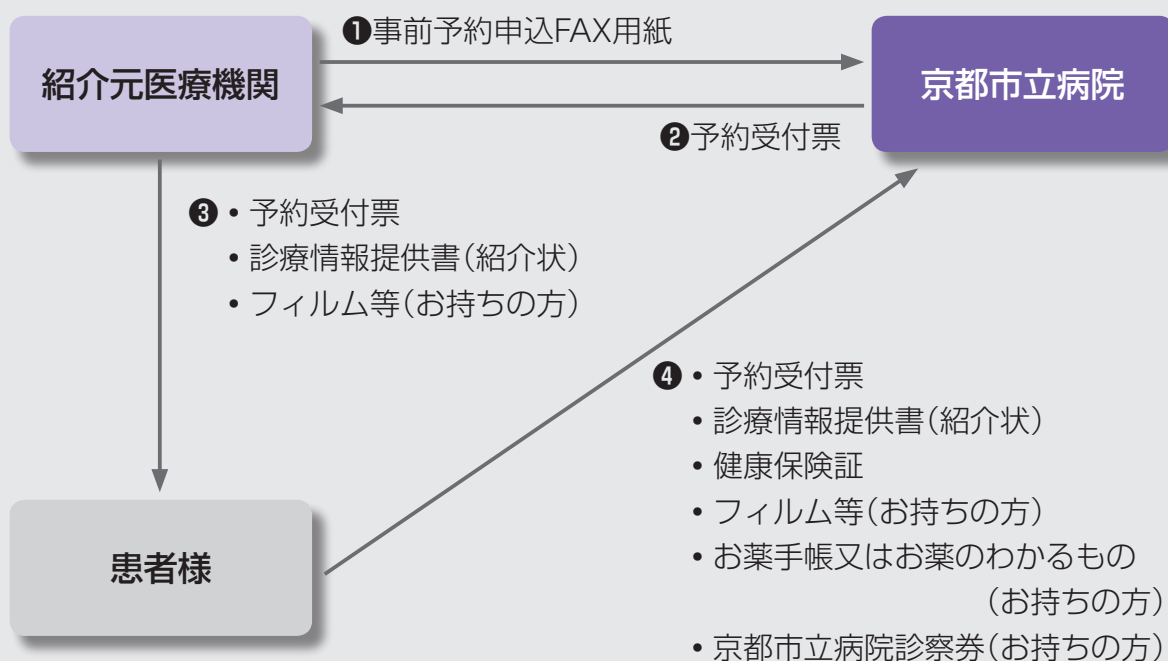 ❶事前予約申込FAX用紙
紹介元医療機関
京都市立病院
❷予約受付票
❸・予約受付票
・診療情報提供書(紹介状)
・フィルム等(お持ちの方)
❹・予約受付票
・診療情報提供書(紹介状)
・健康保険証
・フィルム等(お持ちの方)
・お薬手帳又はお薬のわかるもの
(お持ちの方)
・京都市立病院診察券(お持ちの方)
患者様